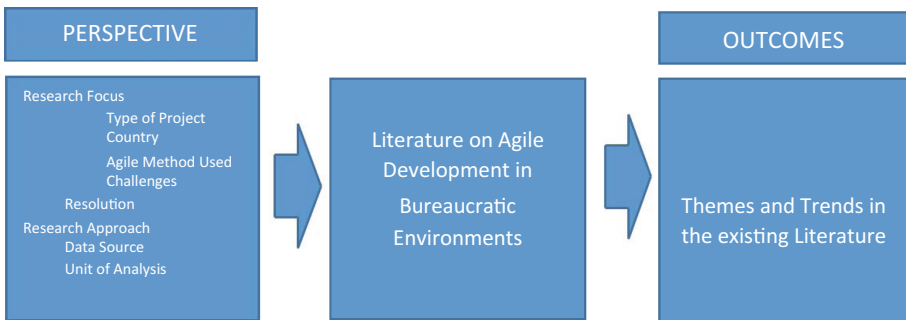 PERSPECTIVE
Research Focus
Type of Project
Country
Agile Method Used
Challenges
Resolution
Research Approach
Data Source
Unit of Analysis
Literature on Agile
Development in
Bureaucratic
Environments
OUTCOMES
Themes and Trends in
the existing Literature